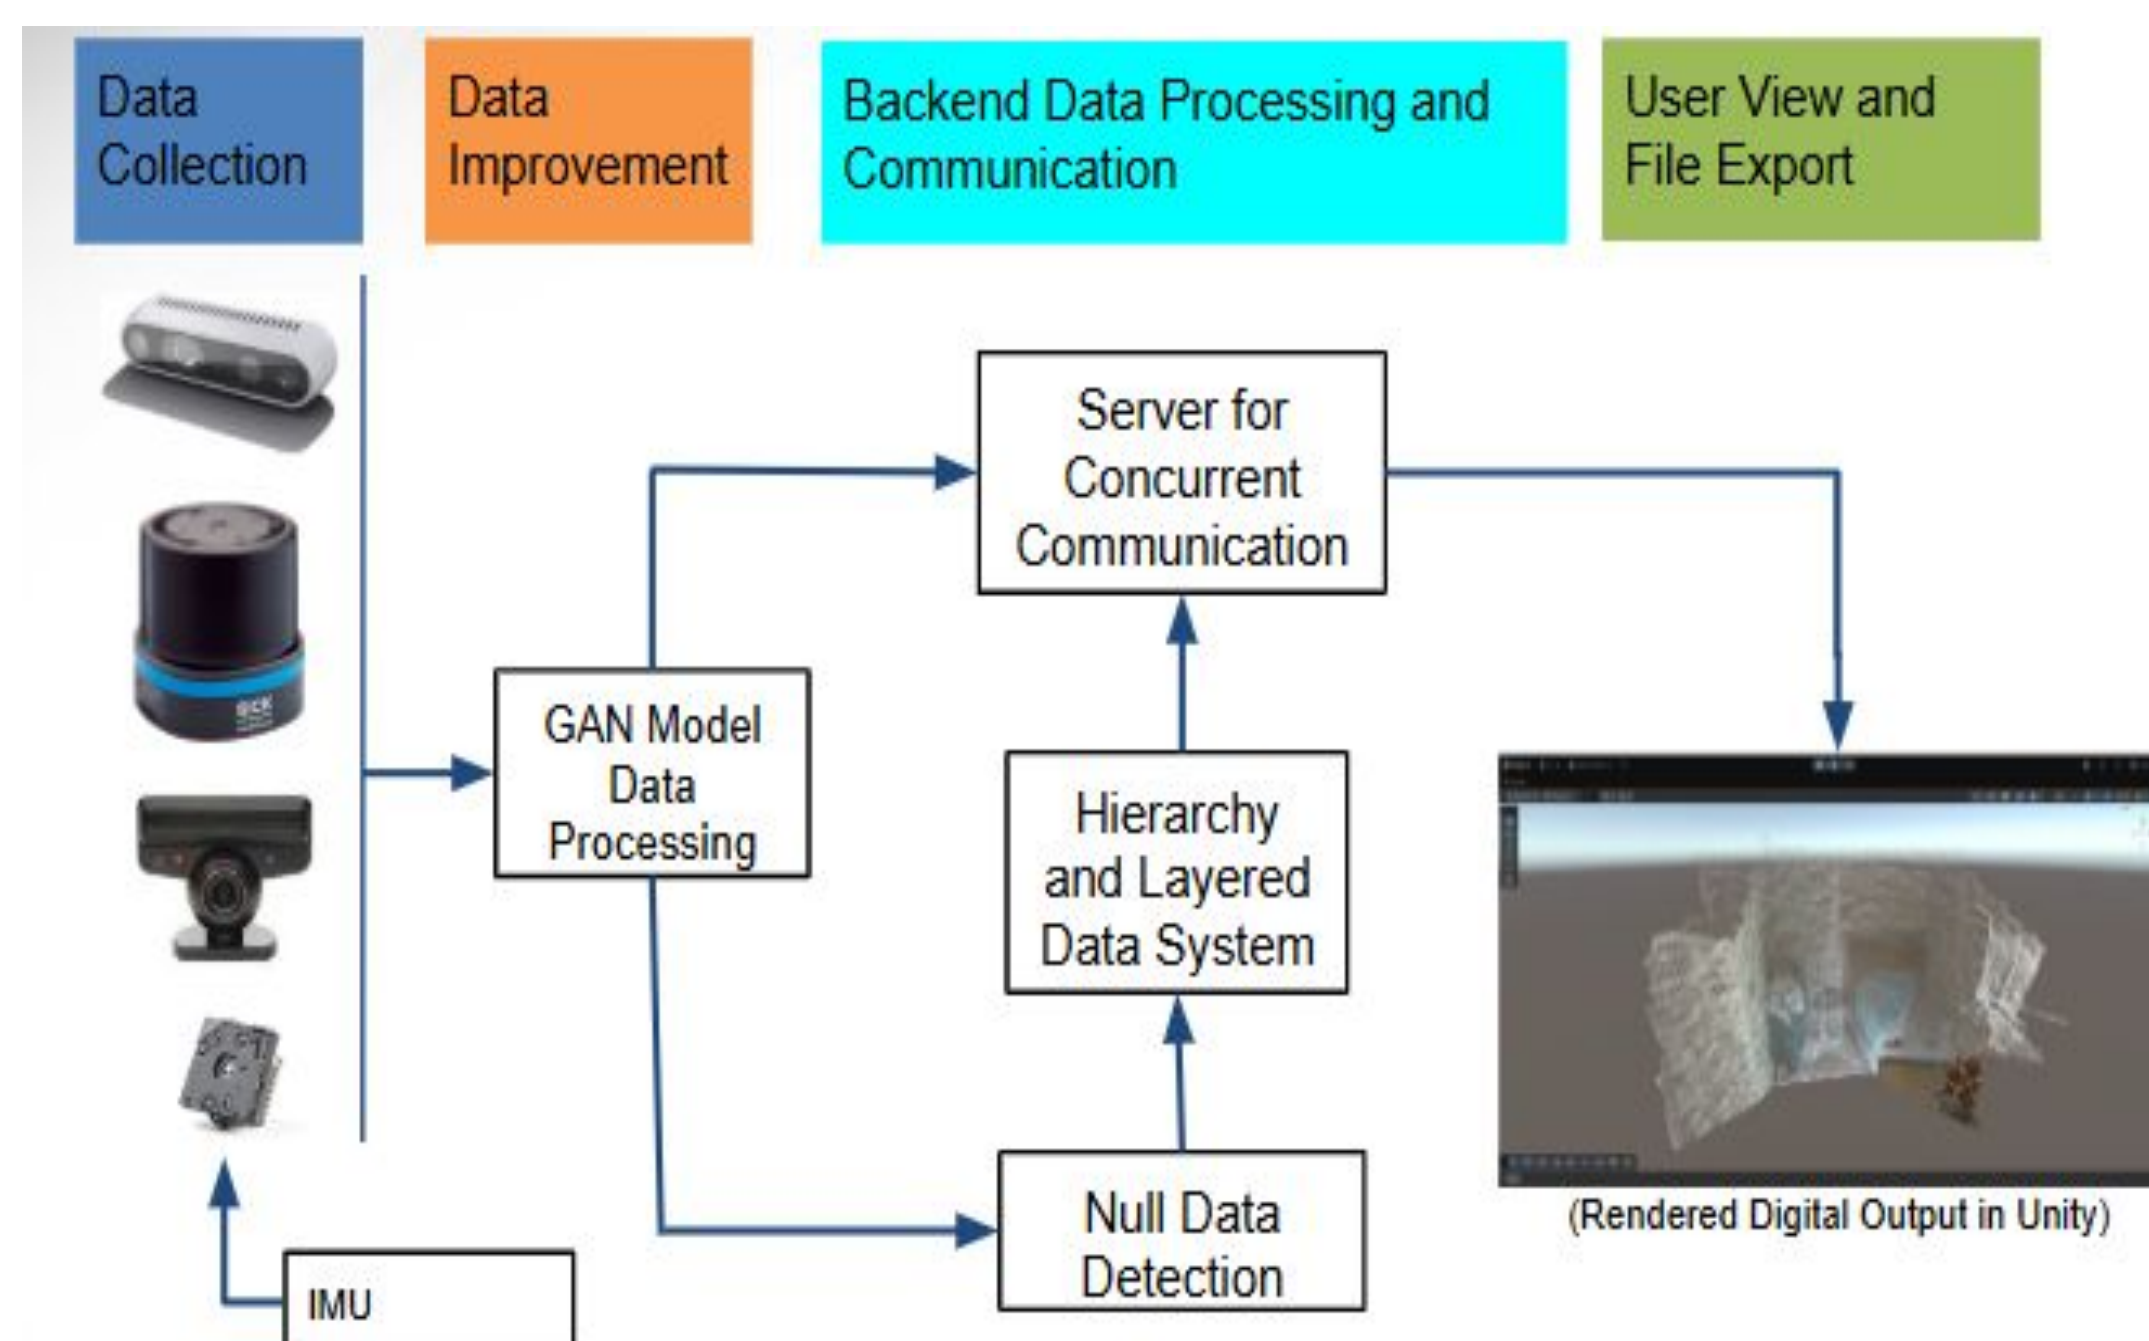 Data
Collection
Data
Improvement
Backend Data Processing and
Communication
User View and
File Export
Server for
Concurrent
Communication
GAN Model
Data
Processing
Hierarchy
and Layered
Data System
Null Data
Detection
SICK
(Rendered Digital Output in Unity)
IMU